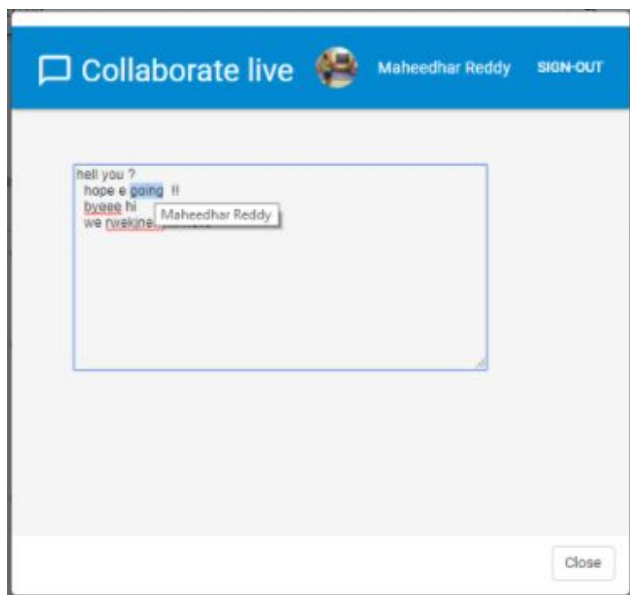 Collaborate live
Maheedhar Reddy
SIGN-OUT
hell you ?
hope e going !!
byeee hi
we
Maheedhar Reddy
Close